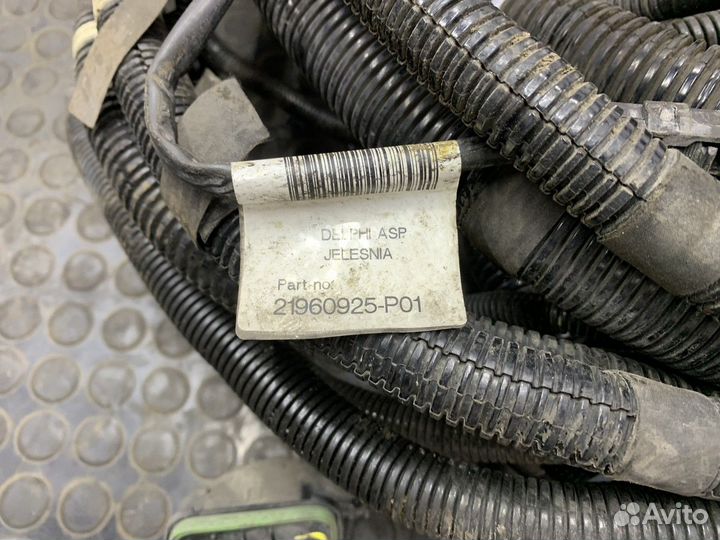 DELPHI ASP
JELESNIA
Part-no:
21960925-P01
Avito